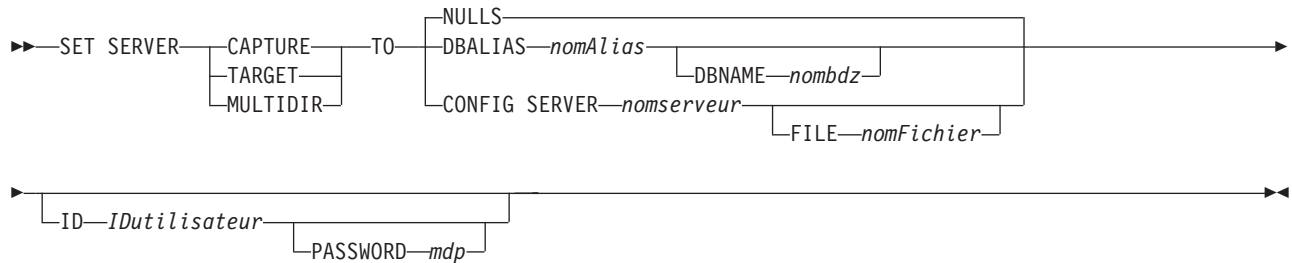 NULLS
SET SERVER CAPTURE TO DBALIAS nomAlias
TARGET DBNAME nombdz
MULTIDIR CONFIG SERVER nomserveur
FILE nomFichier
ID IDutilisateur
PASSWORD mdp